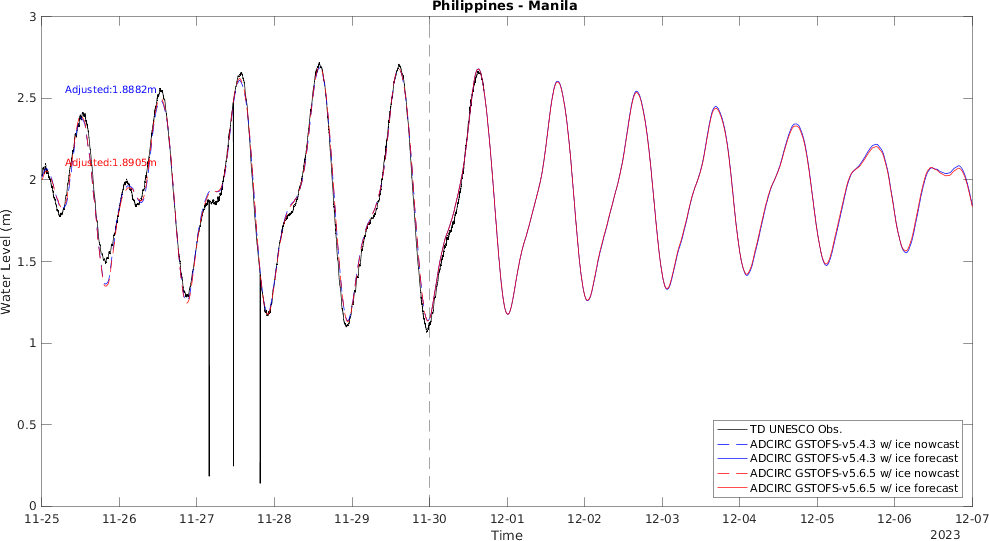 Philippines - Manila
3
2.5
2
1.5
1
0.5
0
Water Level (m)
Adjusted:1.8882m
Adjusted:1.8905m
TD UNESCO Obs.
ADCIRC GSTOFS-v5.4.3 w/ ice nowcast
ADCIRC GSTOFS-v5.4.3 w/ ice forecast
ADCIRC GSTOFS-v5.6.5 w/ ice nowcast
ADCIRC GSTOFS-v5.6.5 w/ ice forecast
11-25 11-26 11-27 11-28 11-29 11-30 12-01 12-02 12-03 12-04 12-05 12-06 12-07
Time
2023